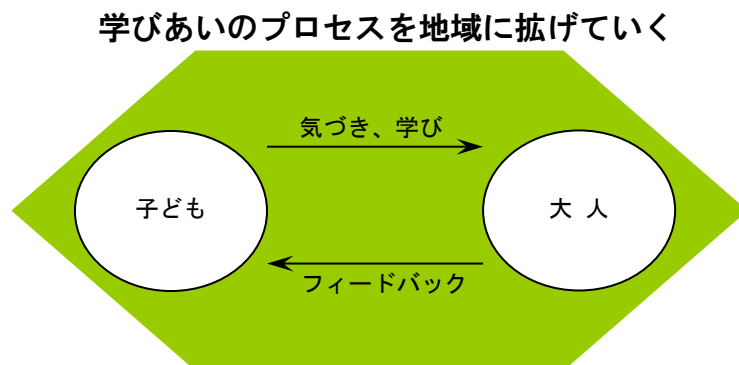 学びあいのプロセスを地域に拡げていく
気づき、学び
子ども
大 人
フィードバック